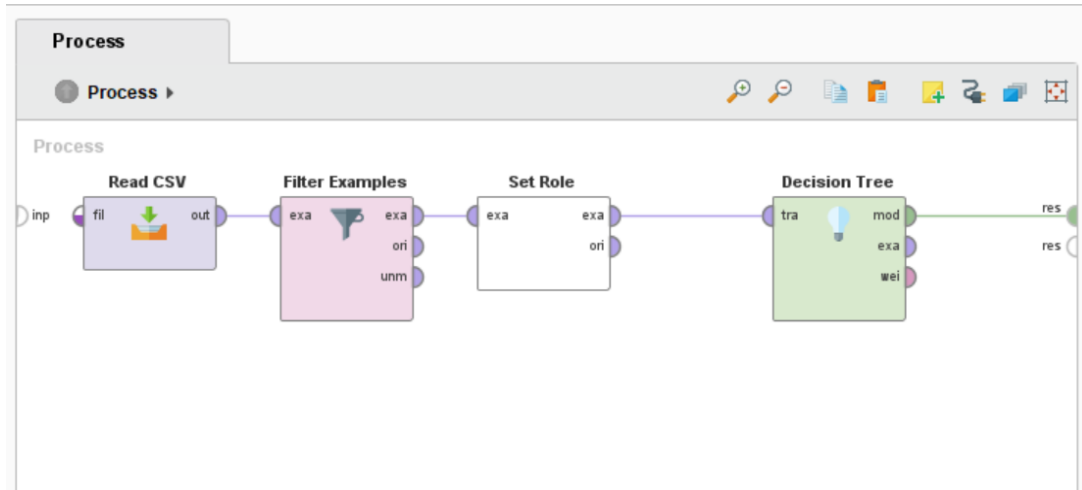 Process
Process
Process
Read CSV
Filter Examples
Set Role
Decision Tree
inp
fil
out
exa
exa
ori
unm
exa
exa
ori
tra
mod
exa
wei
res
res